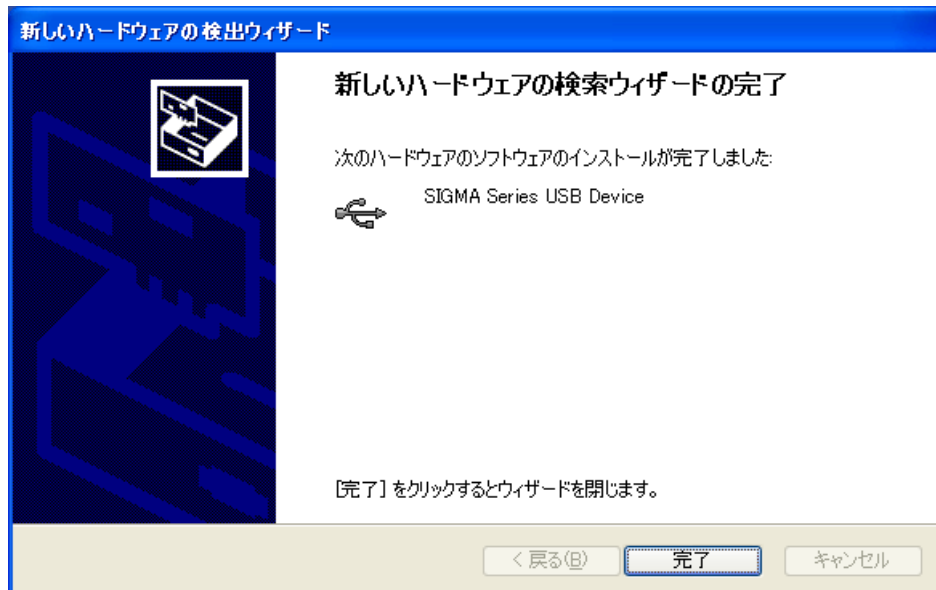 新しいハードウェアの検出ウィザード
新しいハードウェアの検索ウィザードの完了
次のハードウェアのソフトウェアのインストールが完了しました:
SIGMA Series USB Device
[完了] をクリックするとウィザードを閉じます。
< 戻る(B)
完了
キャンセル